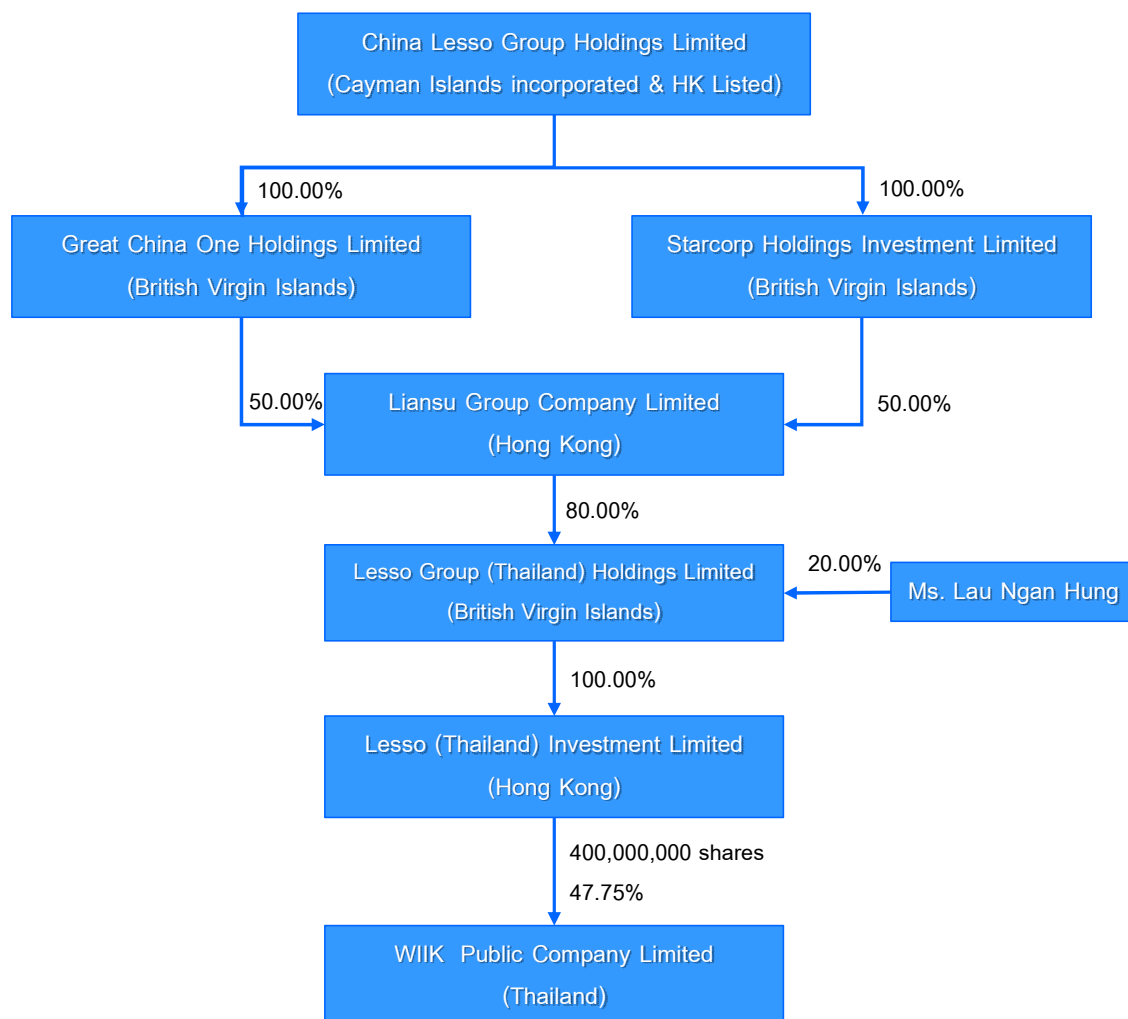 China Lesso Group Holdings Limited
(Cayman Islands incorporated & HK Listed)
100.00%
100.00%
Great China One Holdings Limited
(British Virgin Islands)
Starcorp Holdings Investment Limited
(British Virgin Islands)
50.00%
Liansu Group Company Limited
(Hong Kong)
50.00%
80.00%
Lesso Group (Thailand) Holdings Limited
(British Virgin Islands)
20.00%
Ms. Lau Ngan Hung
100.00%
Lesso (Thailand) Investment Limited
(Hong Kong)
400,000,000 shares
47.75%
WIIK Public Company Limited
(Thailand)